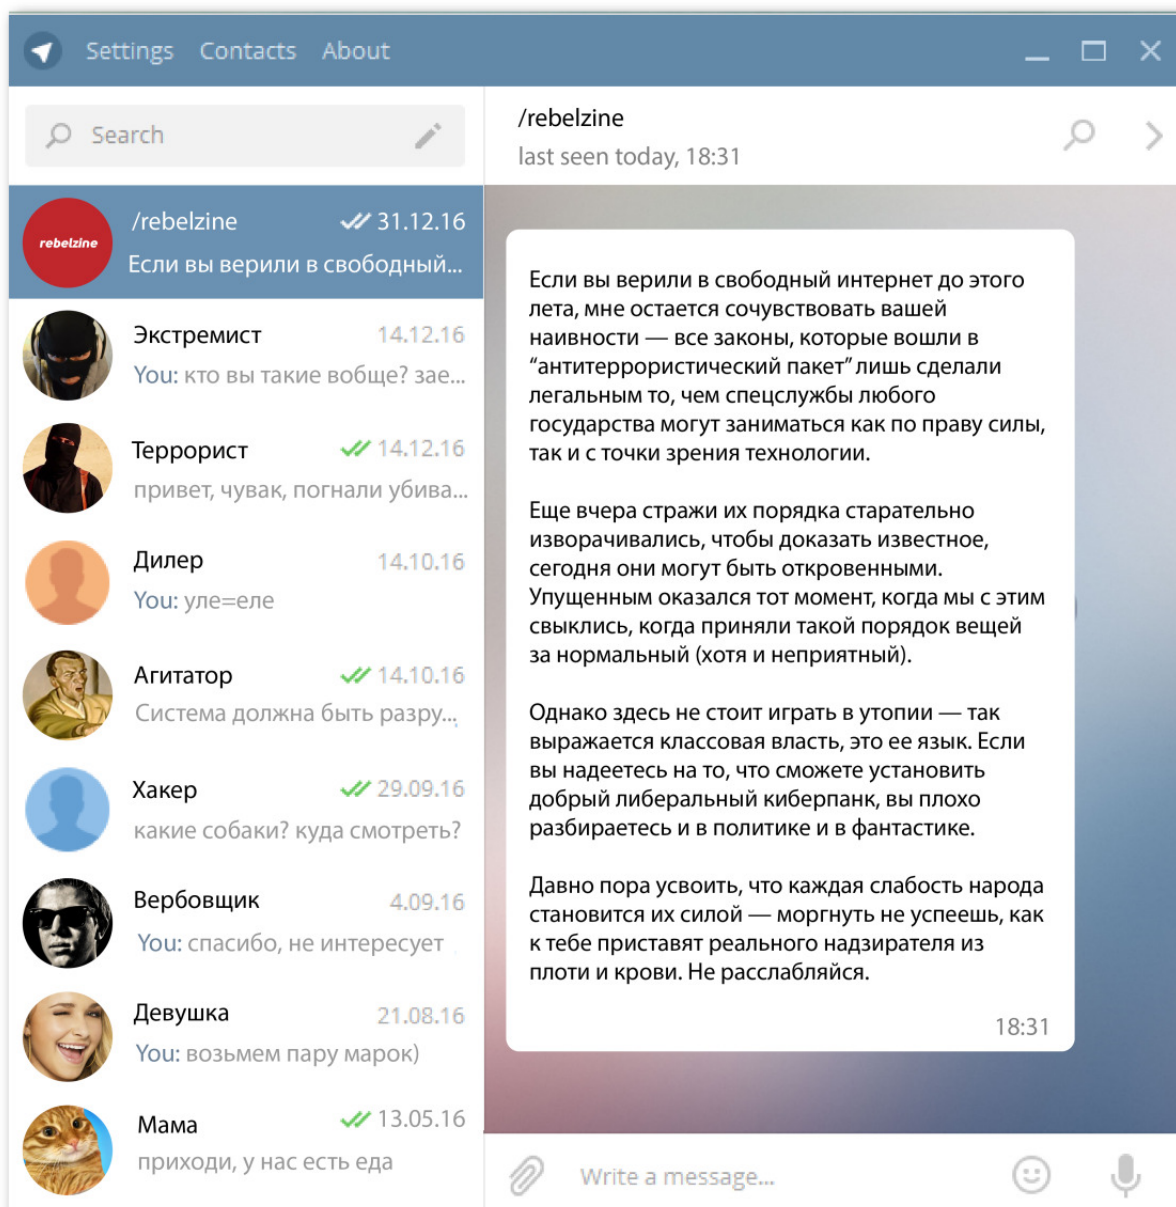 Settings Contacts About
Search
/rebelzine
last seen today, 18:31
rebelzine
/rebelzine 31.12.16
Если вы верили в свободный...
Экстремист 14.12.16
You: кто вы такие вобще? зае...
Террорист 14.12.16
привет, чувак, погнали убива...
Дилер 14.10.16
You: уле=еле
Агитатор 14.10.16
Система должна быть разру...
Хакер 29.09.16
какие собаки? куда смотреть?
Вербовщик 4.09.16
You: спасибо, не интересует
Девушка 21.08.16
You: возьмем пару марок)
Мама 13.05.16
приходи, у нас есть еда
Если вы верили в свободный интернет до этого
лета, мне остается сочувствовать вашей
наивности — все законы, которые вошли в
“антитеррористический пакет” лишь сделали
легальным то, чем спецслужбы любого
государства могут заниматься как по праву силы,
так и с точки зрения технологии.
Еще вчера стражи их порядка старательно
изворачивались, чтобы доказать известное,
сегодня они могут быть откровенными.
Упущенным оказался тот момент, когда мы с этим
свыклись, когда приняли такой порядок вещей
за нормальный (хотя и неприятный).
Однако здесь не стоит играть в утопии — так
выражается классовая власть, это ее язык. Если
вы надеетесь на то, что сможете установить
добрый либеральный киберпанк, вы плохо
разбираетесь и в политике и в фантастике.
Давно пора усвоить, что каждая слабость народа
становится их силой — моргнуть не успеешь, как
к тебе приставят реального надзирателя из
плоти и крови. Не расслабляйся.
18:31
Write a message...